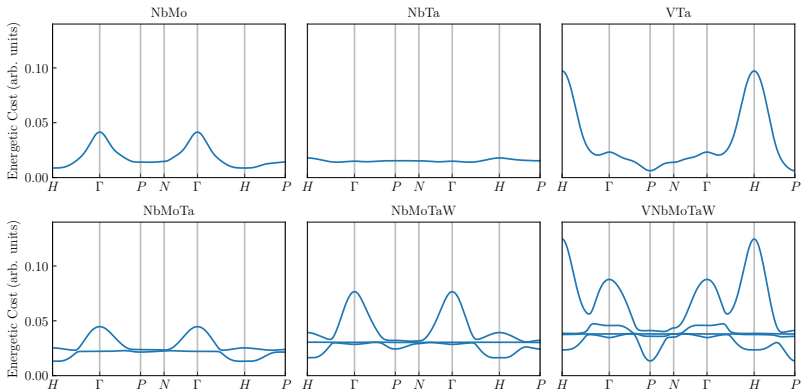 NbMo
NbTa
VTa
Energetic Cost (arb. units)
0.10
0.05
0.00
H Γ P N Γ H P
H Γ P N Γ H P
H Γ P N Γ H P
NbMoTa
NbMoTaW
VNbMoTaW
Energetic Cost (arb. units)
0.10
0.05
0.00
H Γ P N Γ H P
H Γ P N Γ H P
H Γ P N Γ H P